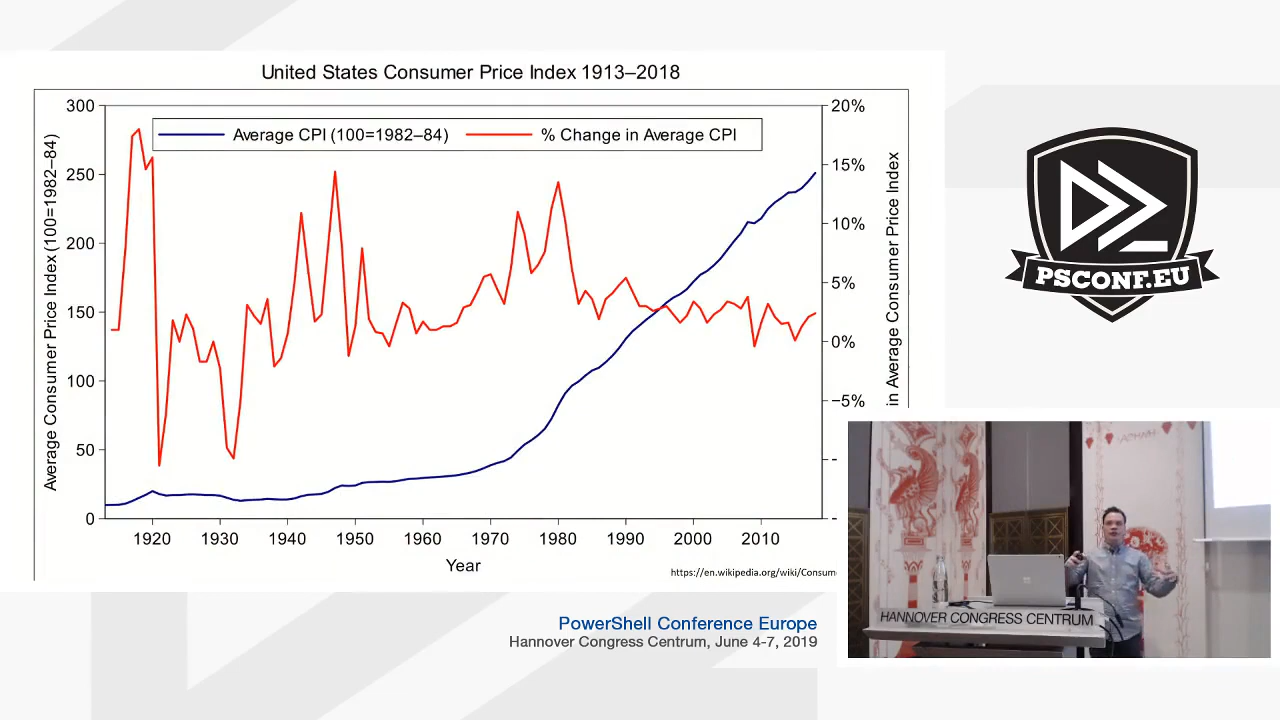 United States Consumer Price Index 1913–2018
Average CPI (100=1982–84)
% Change in Average CPI
Average Consumer Price Index (100=1982–84)
300
250
200
150
100
50
0
20%
15%
10%
5%
0%
−5%
in Average Consumer Price Index
1920 1930 1940 1950 1960 1970 1980 1990 2000 2010
Year
https://en.wikipedia.org/wiki/Consum
PSCONF.EU
HANNOVER CONGRESS CENTRUM
PowerShell Conference Europe
Hannover Congress Centrum, June 4-7, 2019